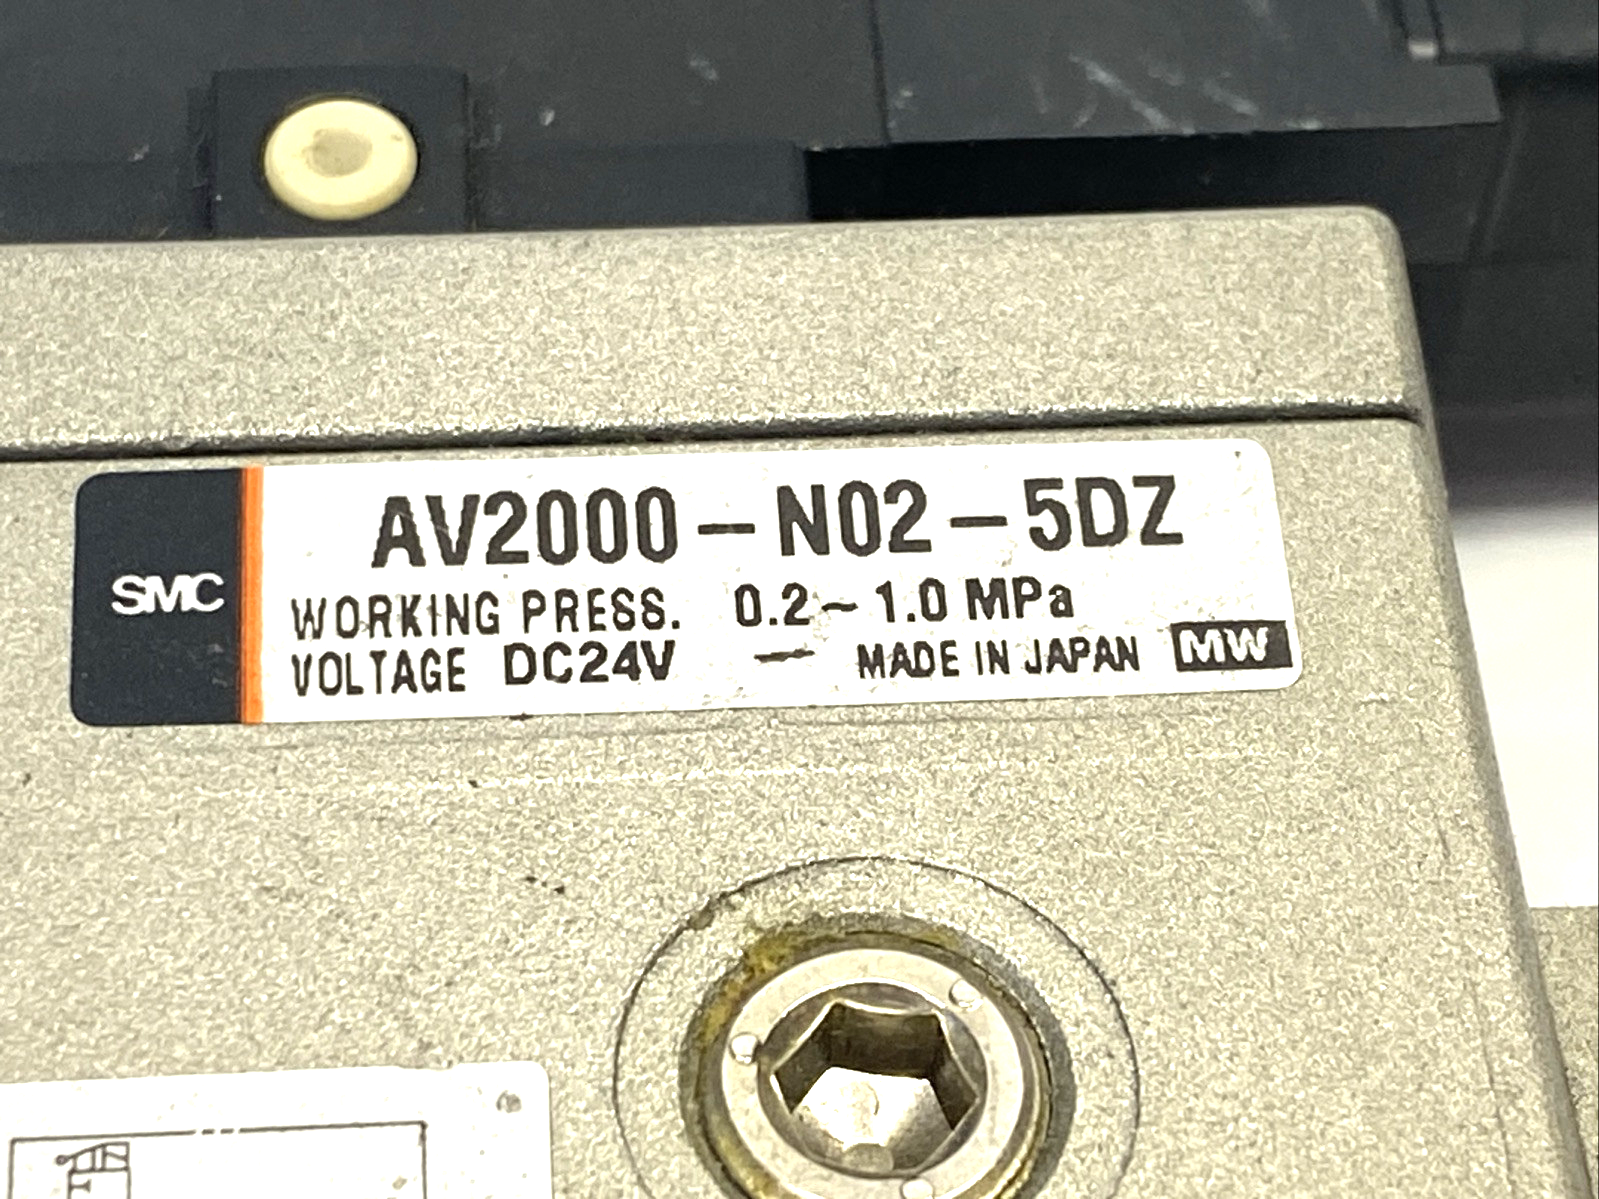 SMC
AV2000-N02-5DZ
WORKING PRESS. 0.2~1.0 MPa
VOLTAGE DC24V — MADE IN JAPAN MW